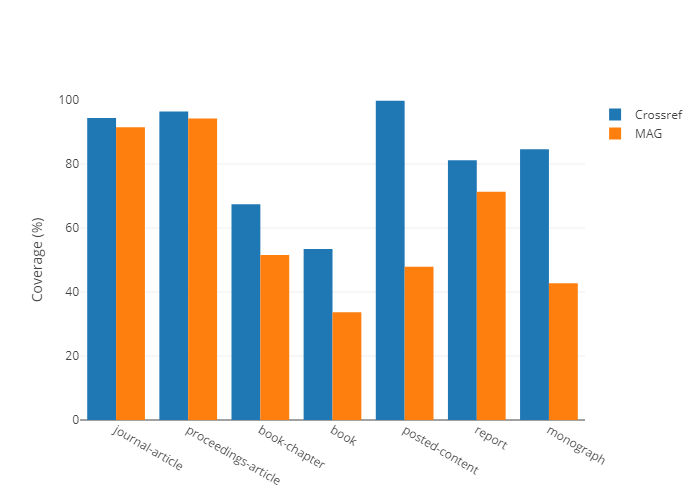 100
80
60
40
20
0
Coverage (%)
journal-article
proceedings-article
book-chapter
book
posted-content
report
monograph
Crossref
MAG